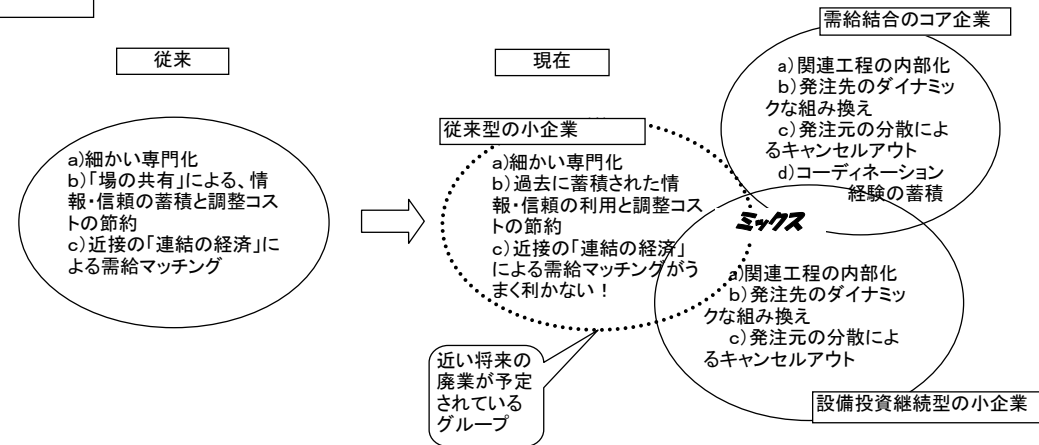 従来
a)細かい専門化
b)「場の共有」による、情
報・信頼の蓄積と調整コス
トの節約
c)近接の「連結の経済」に
よる需給マッチング
現在
従来型の小企業
a)細かい専門化
b)過去に蓄積された情
報・信頼の利用と調整コス
トの節約
c)近接の「連結の経済」
による需給マッチングがう
まく利かない！
近い将来の
廃業が予定
されている
グループ
需給結合のコア企業
a)関連工程の内部化
b)発注先のダイナミッ
クな組み換え
c)発注元の分散によ
るキャンセルアウト
d)コーディネーション
経験の蓄積
ミックス
a)関連工程の内部化
b)発注先のダイナミッ
クな組み換え
c)発注元の分散によ
るキャンセルアウト
設備投資継続型の小企業